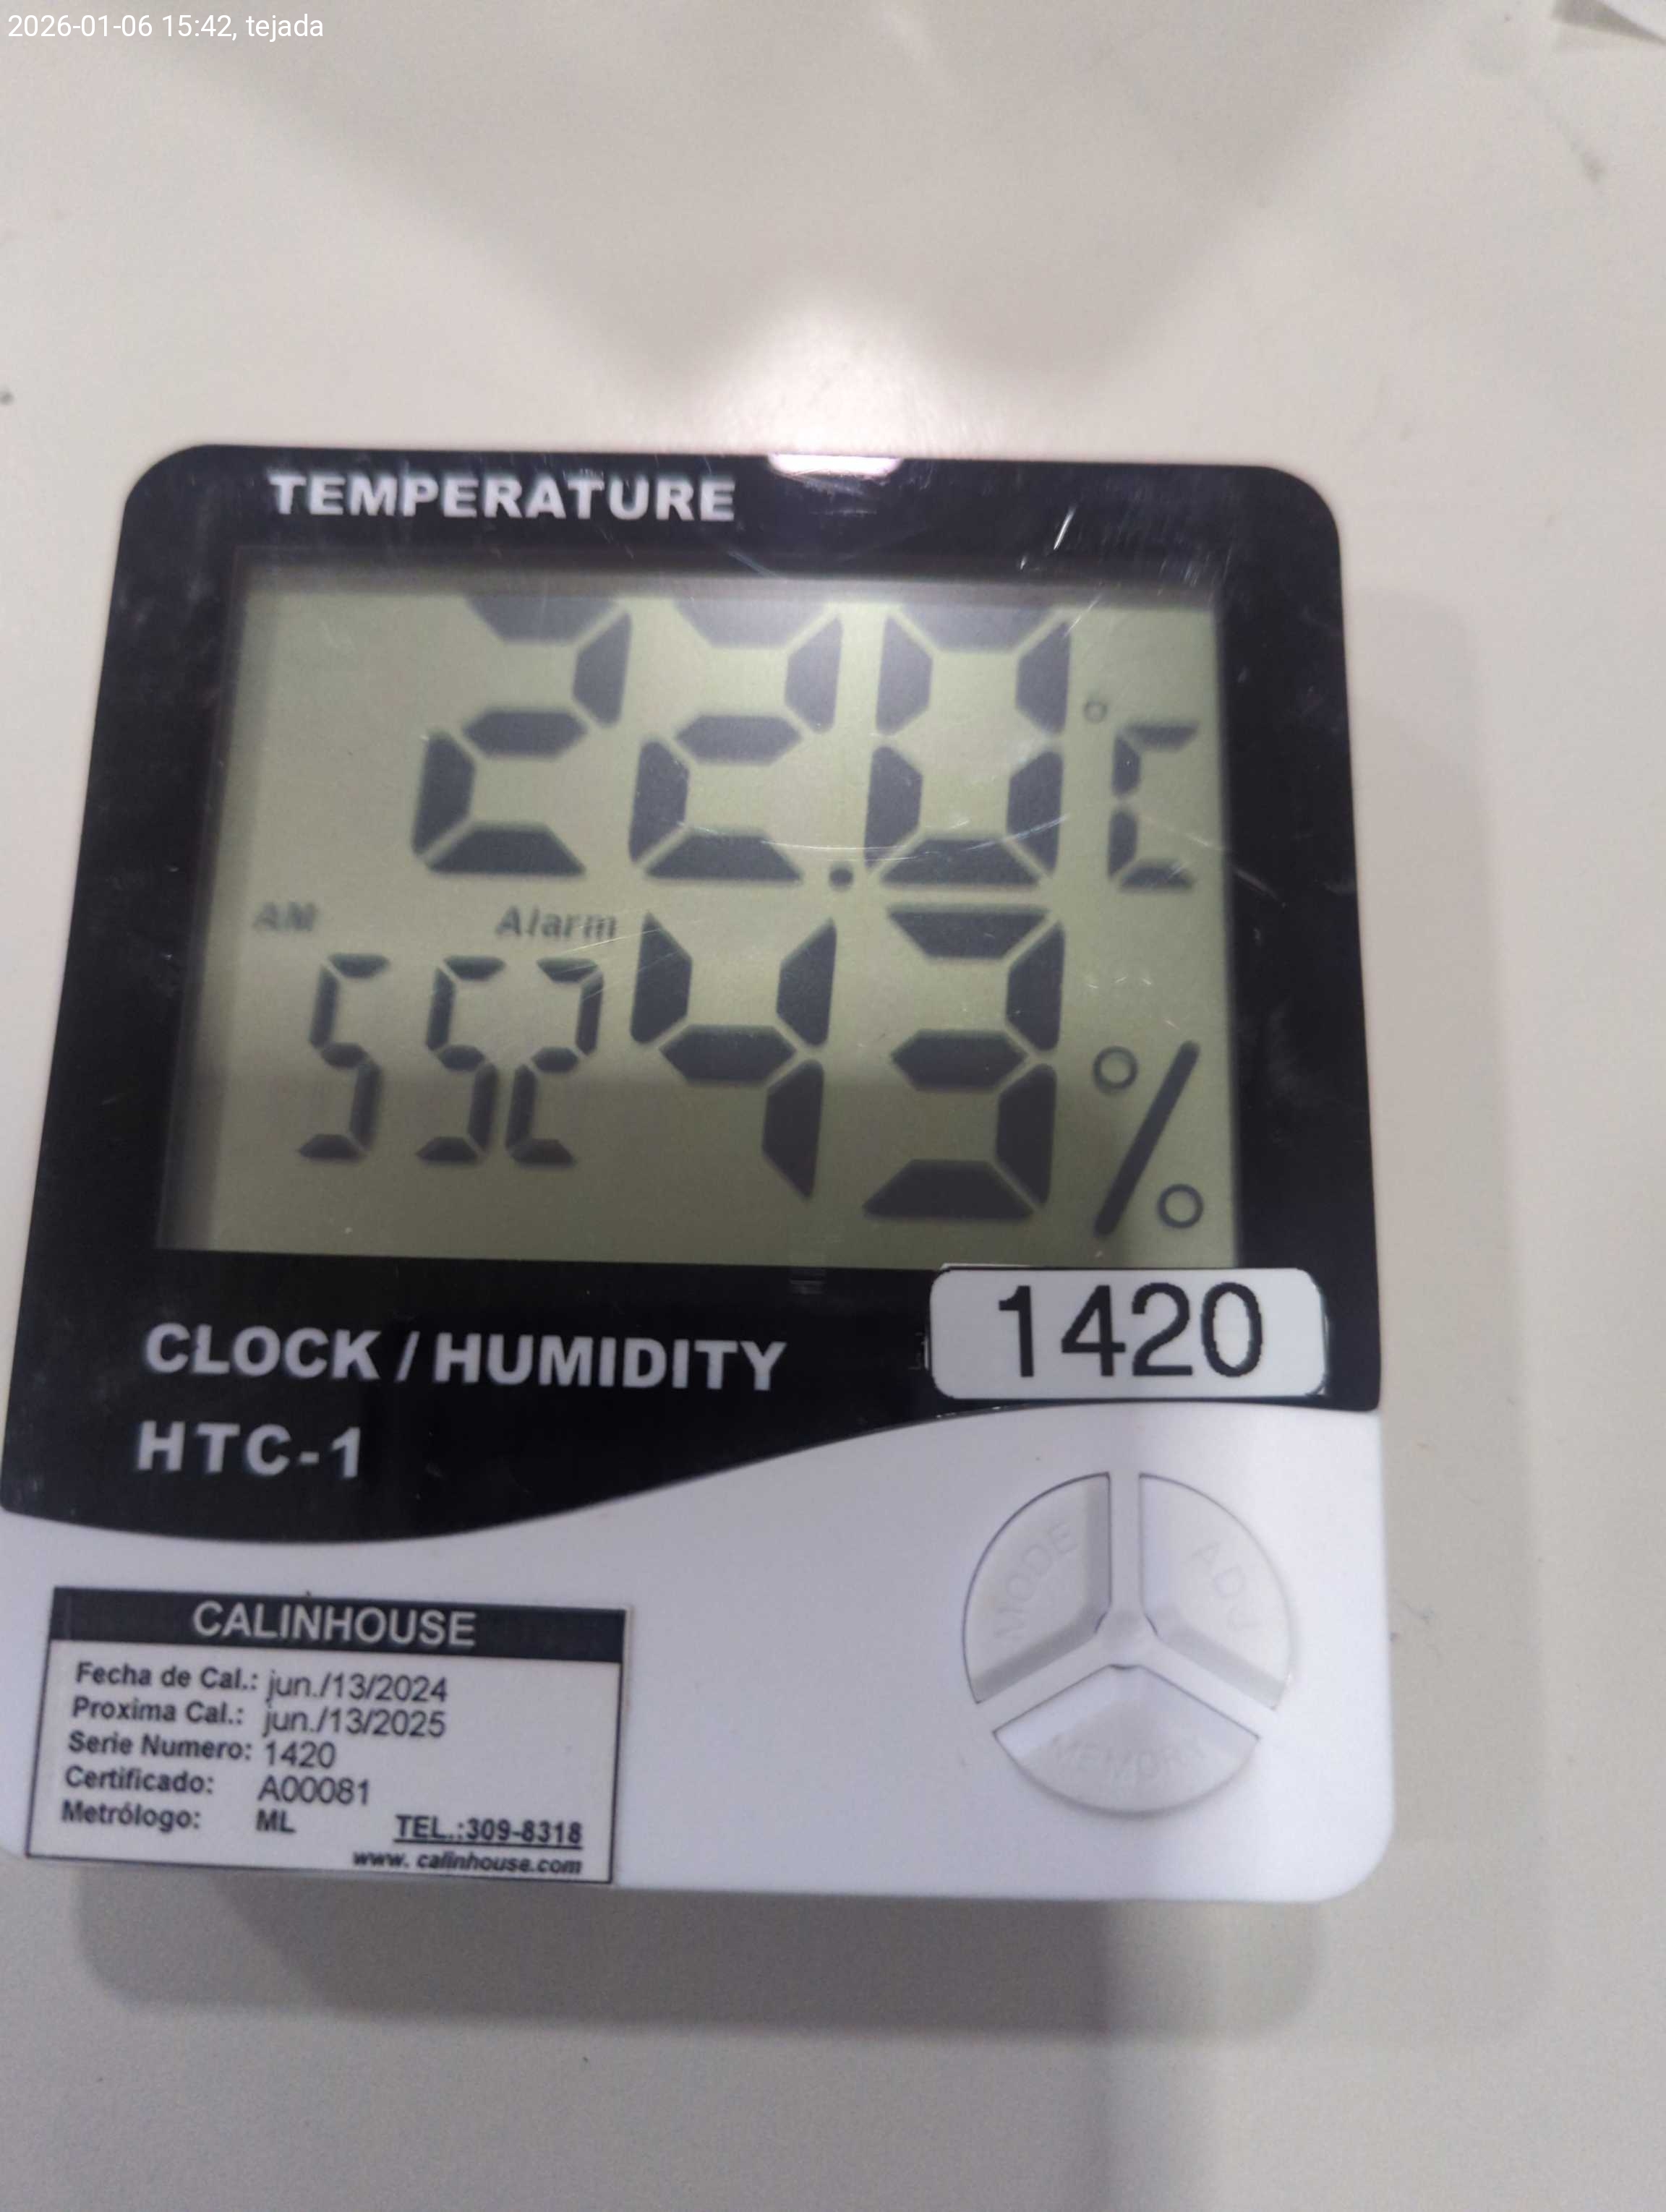 2026-01-06 15:42, tejada
TEMPERATURE
22.0 °C
AM Alarm
5 52 43 %
1420
CLOCK / HUMIDITY
HTC-1
MODE ADJ
MEMORY
CALINHOUSE
Fecha de Cal.: jun./13/2024
Proxima Cal.: jun./13/2025
Serie Numero: 1420
Certificado: A00081
Metrólogo: ML TEL.:309-8318
www. calinhouse.com